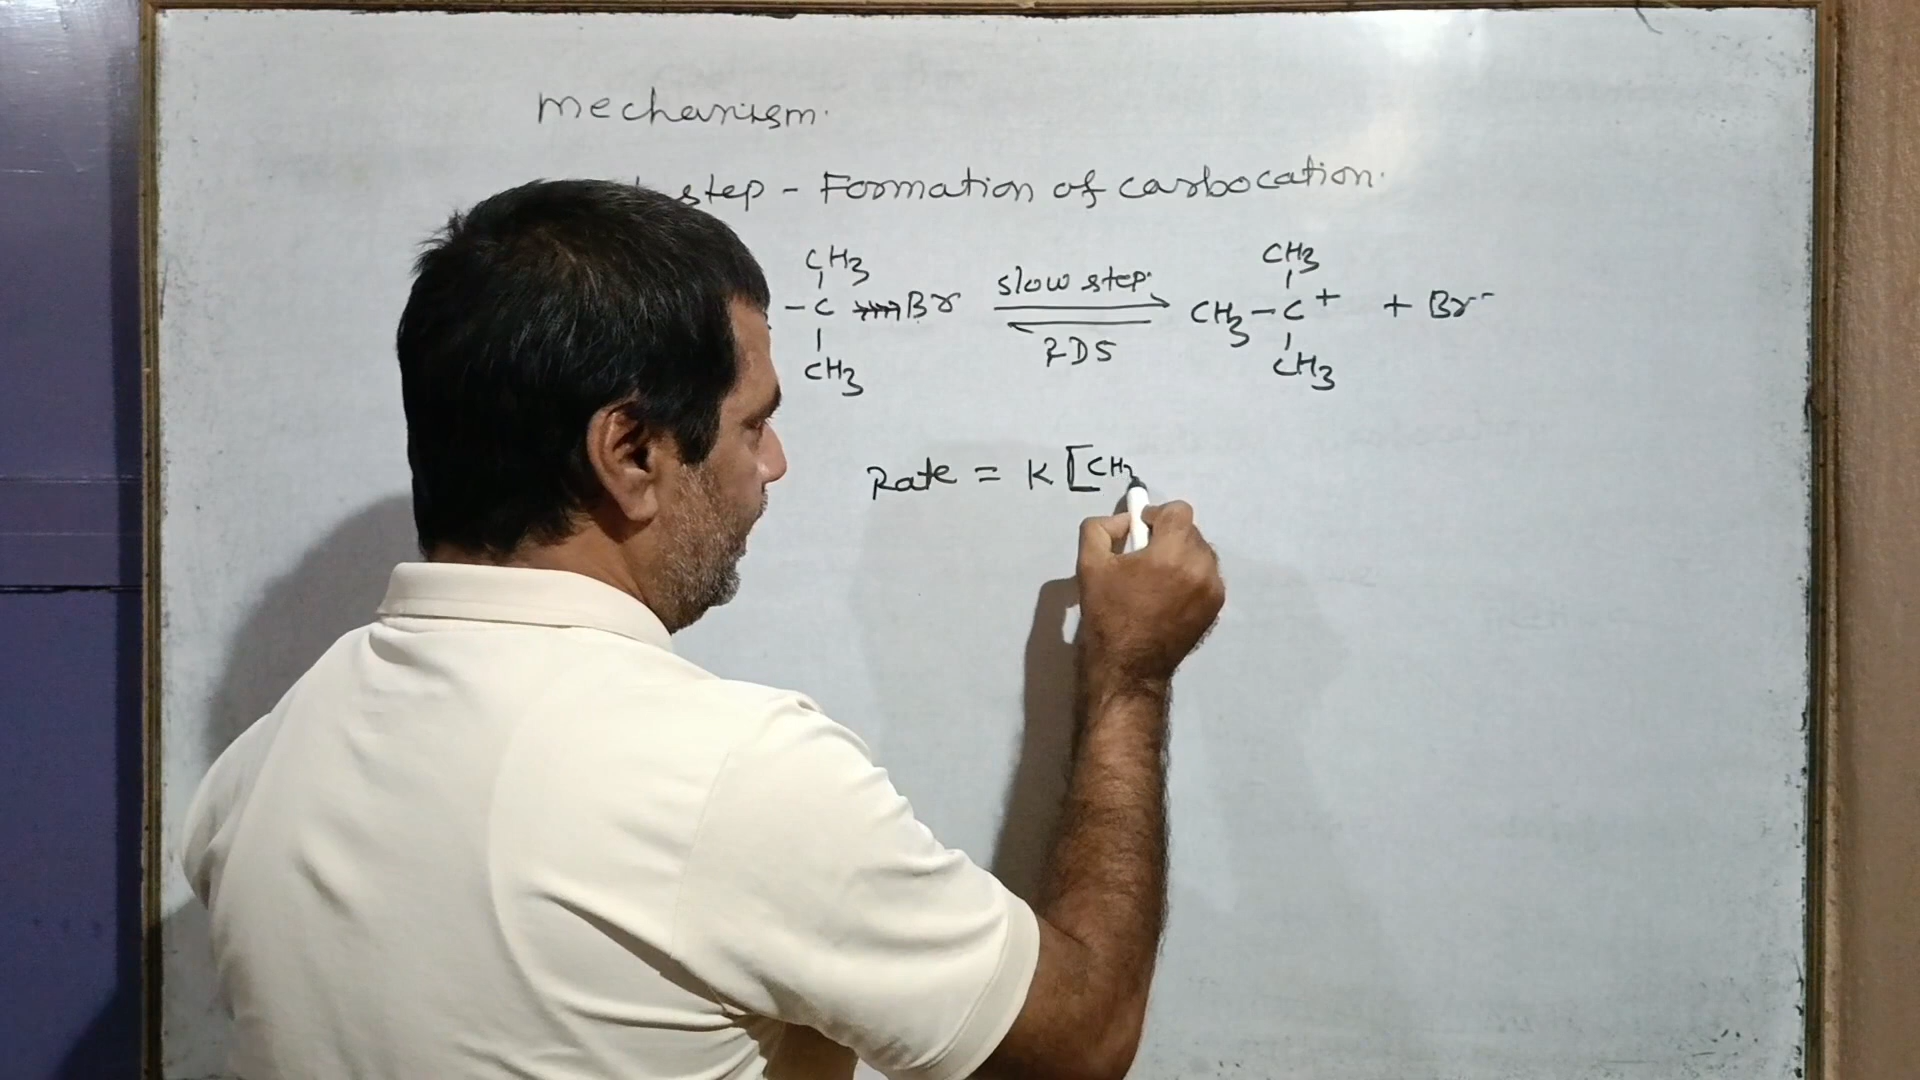 mechanism.
step - Formation of carbocation.
CH3 CH3
-C Br slow step. CH3-C+ + Br-
RDS
CH3 CH3
Rate = K [CH3